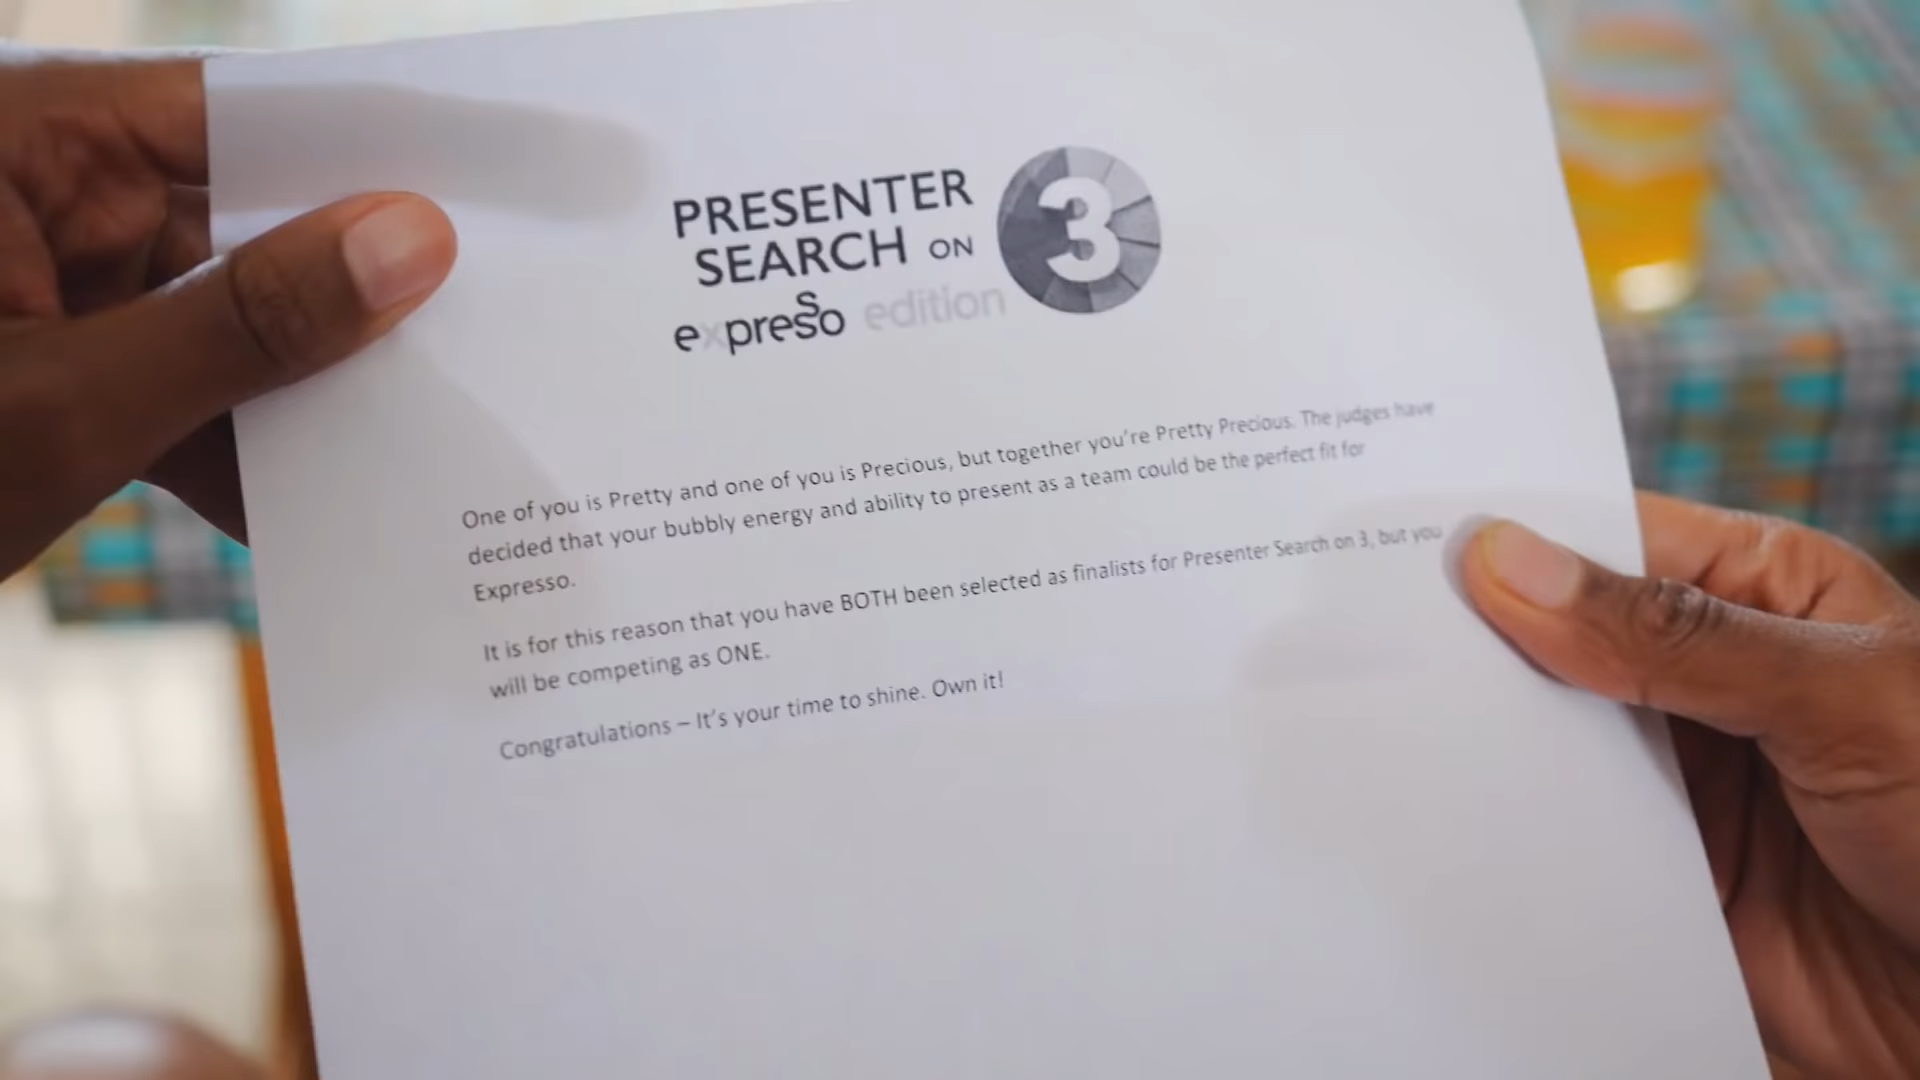 PRESENTER
SEARCH ON 3
expresso edition
One of you is Pretty and one of you is Precious, but together you're Pretty Precious. The judges have
decided that your bubbly energy and ability to present as a team could be the perfect fit for
Expresso.
It is for this reason that you have BOTH been selected as finalists for Presenter Search on 3, but you
will be competing as ONE.
Congratulations – It's your time to shine. Own it!